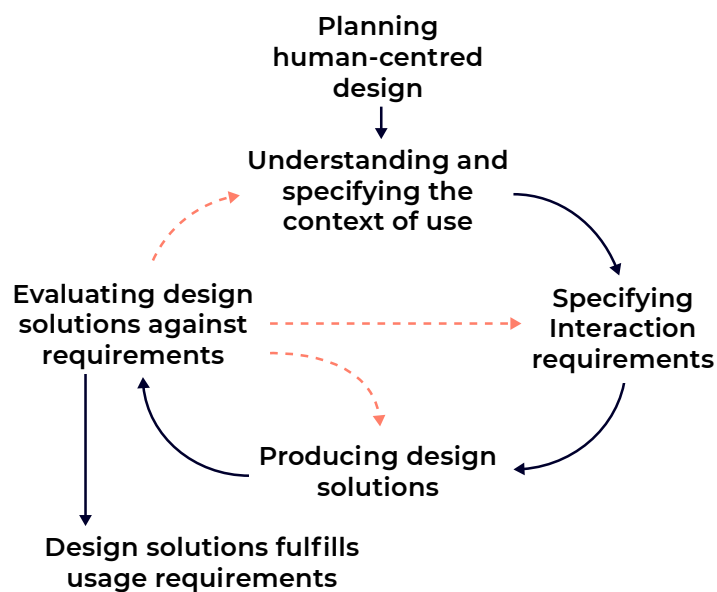 Planning
human-centred
design
Understanding and
specifying the
context of use
Evaluating design
solutions against
requirements
Specifying
Interaction
requirements
Producing design
solutions
Design solutions fulfills
usage requirements